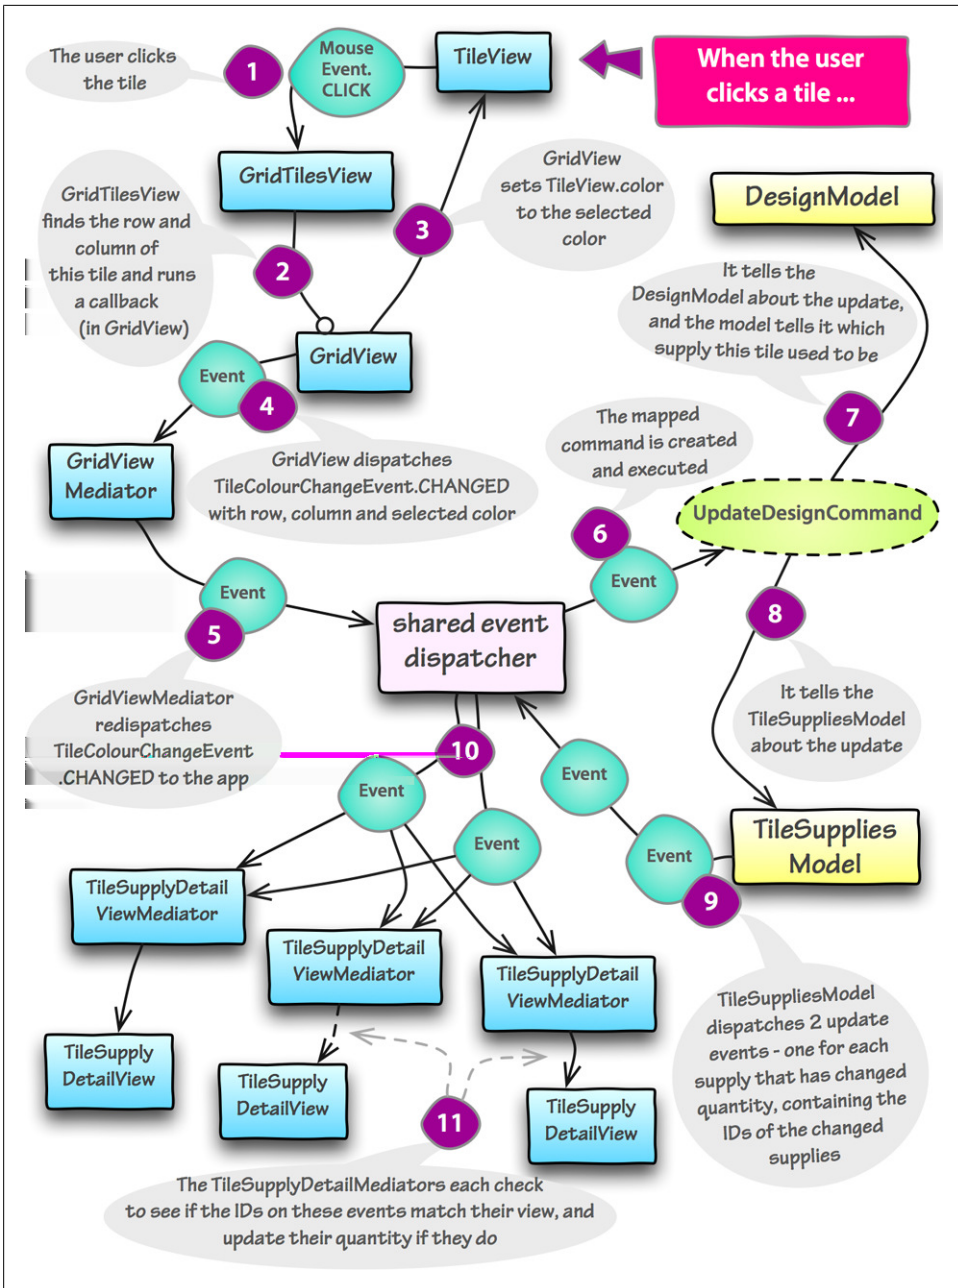 The user clicks
the tile
1
Mouse
Event.
CLICK
TileView
When the user
clicks a tile ...
GridTilesView
GridTilesView
finds the row and
column of
this tile and runs
a callback
(in GridView)
2
3
GridView
sets TileView.color
to the selected
color
DesignModel
It tells the
DesignModel about the update,
and the model tells it which
supply this tile used to be
7
GridView
Event
4
GridView
Mediator
GridView dispatches
TileColourChangeEvent.CHANGED
with row, column and selected color
The mapped
command is created
and executed
6
Event
UpdateDesignCommand
Event
5
shared event
dispatcher
8
GridViewMediator
redispatches
TileColourChangeEvent
.CHANGED to the app
It tells the
TileSuppliesModel
about the update
10
Event
Event
Event
Event
9
TileSupplies
Model
TileSupplyDetail
ViewMediator
TileSupplyDetail
ViewMediator
TileSupplyDetail
ViewMediator
TileSuppliesModel
dispatches 2 update
events - one for each
supply that has changed
quantity, containing the
IDs of the changed
supplies
TileSupply
DetailView
TileSupply
DetailView
TileSupply
DetailView
11
The TileSupplyDetailMediators each check
to see if the IDs on these events match their view, and
update their quantity if they do